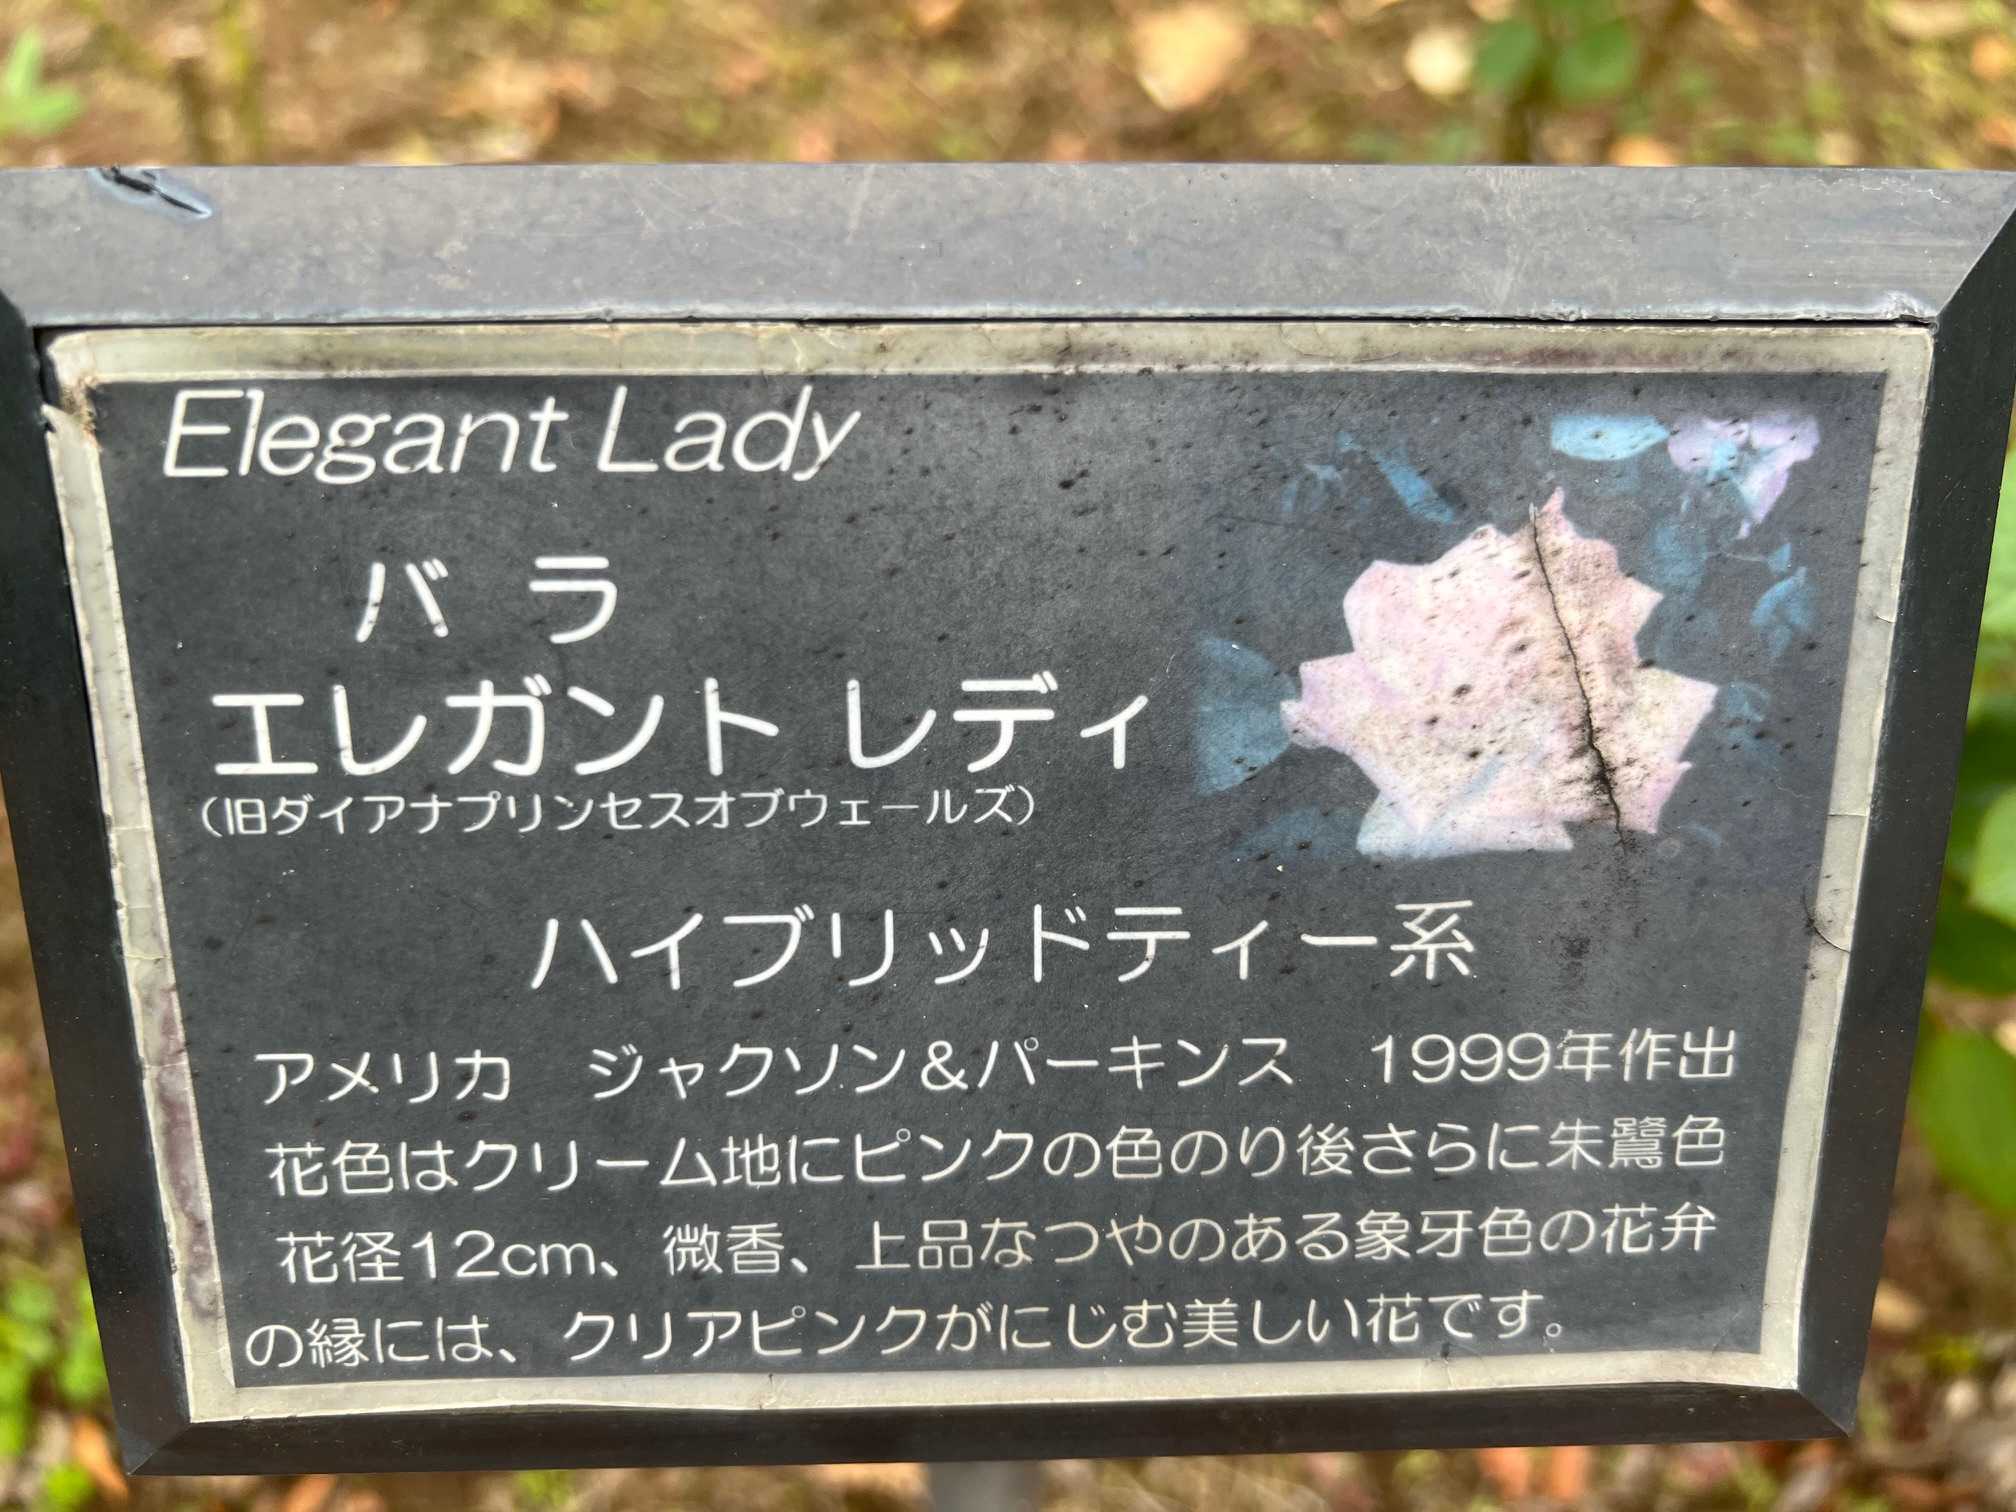 Elegant Lady
バ ラ
エレガント レディ
（旧ダイアナプリンセスオブウェールズ）
ハイブリッドティー系
アメリカ　ジャクソン＆パーキンス　1999年作出
花色はクリーム地にピンクの色のり後さらに朱鷺色
花径12cm、微香、上品なつやのある象牙色の花弁
の縁には、クリアピンクがにじむ美しい花です。